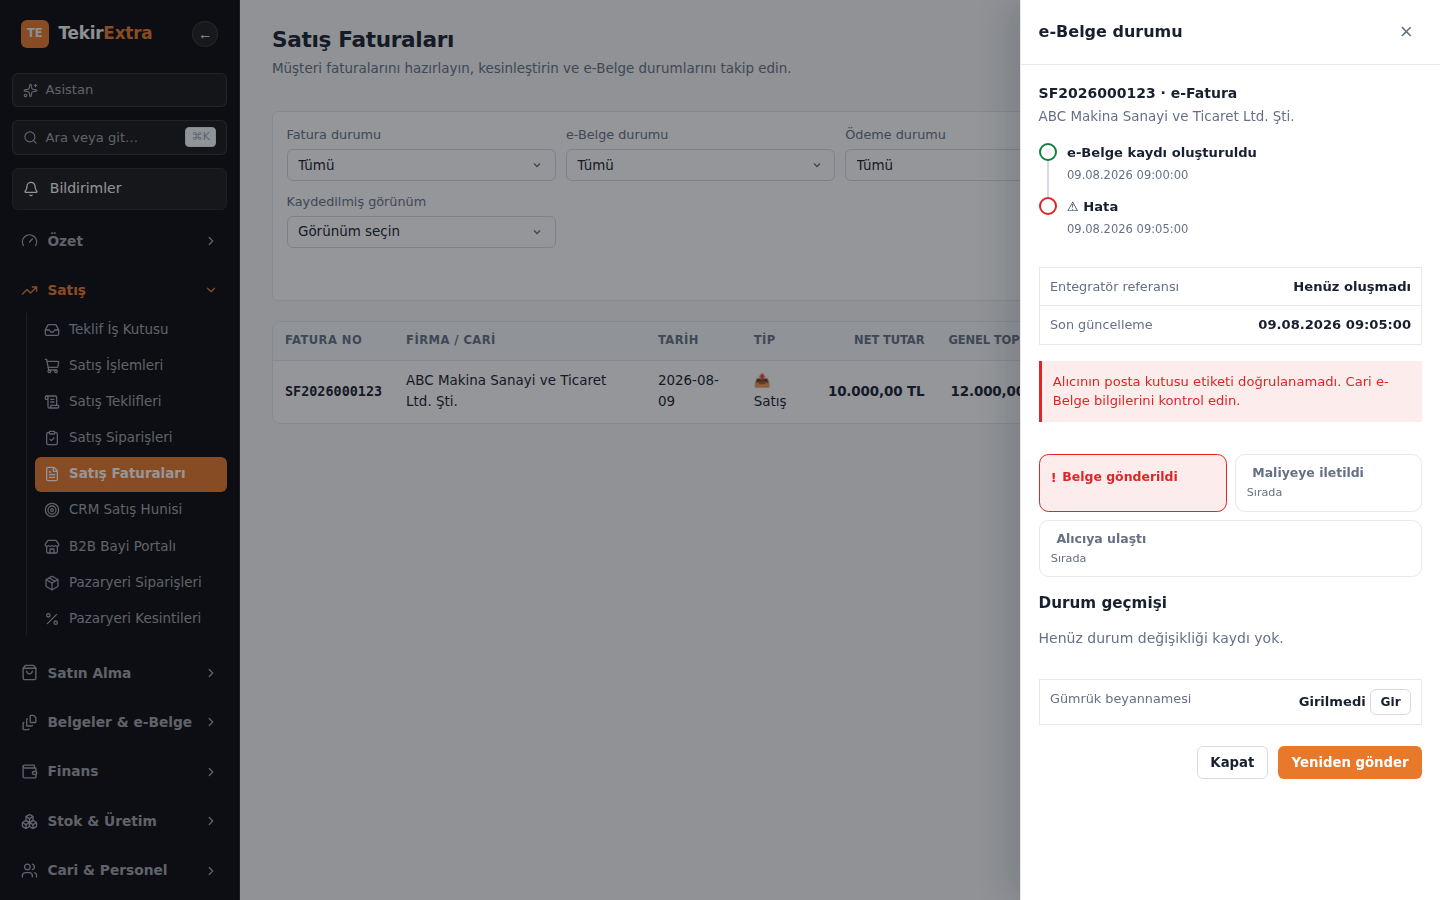 TE TekirExtra ←
Asistan
Ara veya git... ⌘K
Bildirimler
Özet
Satış
Teklif İş Kutusu
Satış İşlemleri
Satış Teklifleri
Satış Siparişleri
Satış Faturaları
CRM Satış Hunisi
B2B Bayi Portalı
Pazaryeri Siparişleri
Pazaryeri Kesintileri
Satın Alma
Belgeler & e-Belge
Finans
Stok & Üretim
Cari & Personel
Satış Faturaları
Müşteri faturalarını hazırlayın, kesinleştirin ve e-Belge durumlarını takip edin.
Fatura durumu e-Belge durumu Ödeme durumu
Tümü Tümü Tümü
Kaydedilmiş görünüm
Görünüm seçin
FATURA NO FİRMA / CARİ TARİH TİP NET TUTAR GENEL TOP
SF2026000123 ABC Makina Sanayi ve Ticaret Ltd. Şti. 2026-08-09 Satış 10.000,00 TL 12.000,00
e-Belge durumu ×
SF2026000123 · e-Fatura
ABC Makina Sanayi ve Ticaret Ltd. Şti.
e-Belge kaydı oluşturuldu
09.08.2026 09:00:00
⚠ Hata
09.08.2026 09:05:00
Entegratör referansı Henüz oluşmadı
Son güncelleme 09.08.2026 09:05:00
Alıcının posta kutusu etiketi doğrulanamadı. Cari e-
Belge bilgilerini kontrol edin.
! Belge gönderildi
Maliyeye iletildi
Sırada
Alıcıya ulaştı
Sırada
Durum geçmişi
Henüz durum değişikliği kaydı yok.
Gümrük beyannamesi Girilmedi Gir
Kapat Yeniden gönder